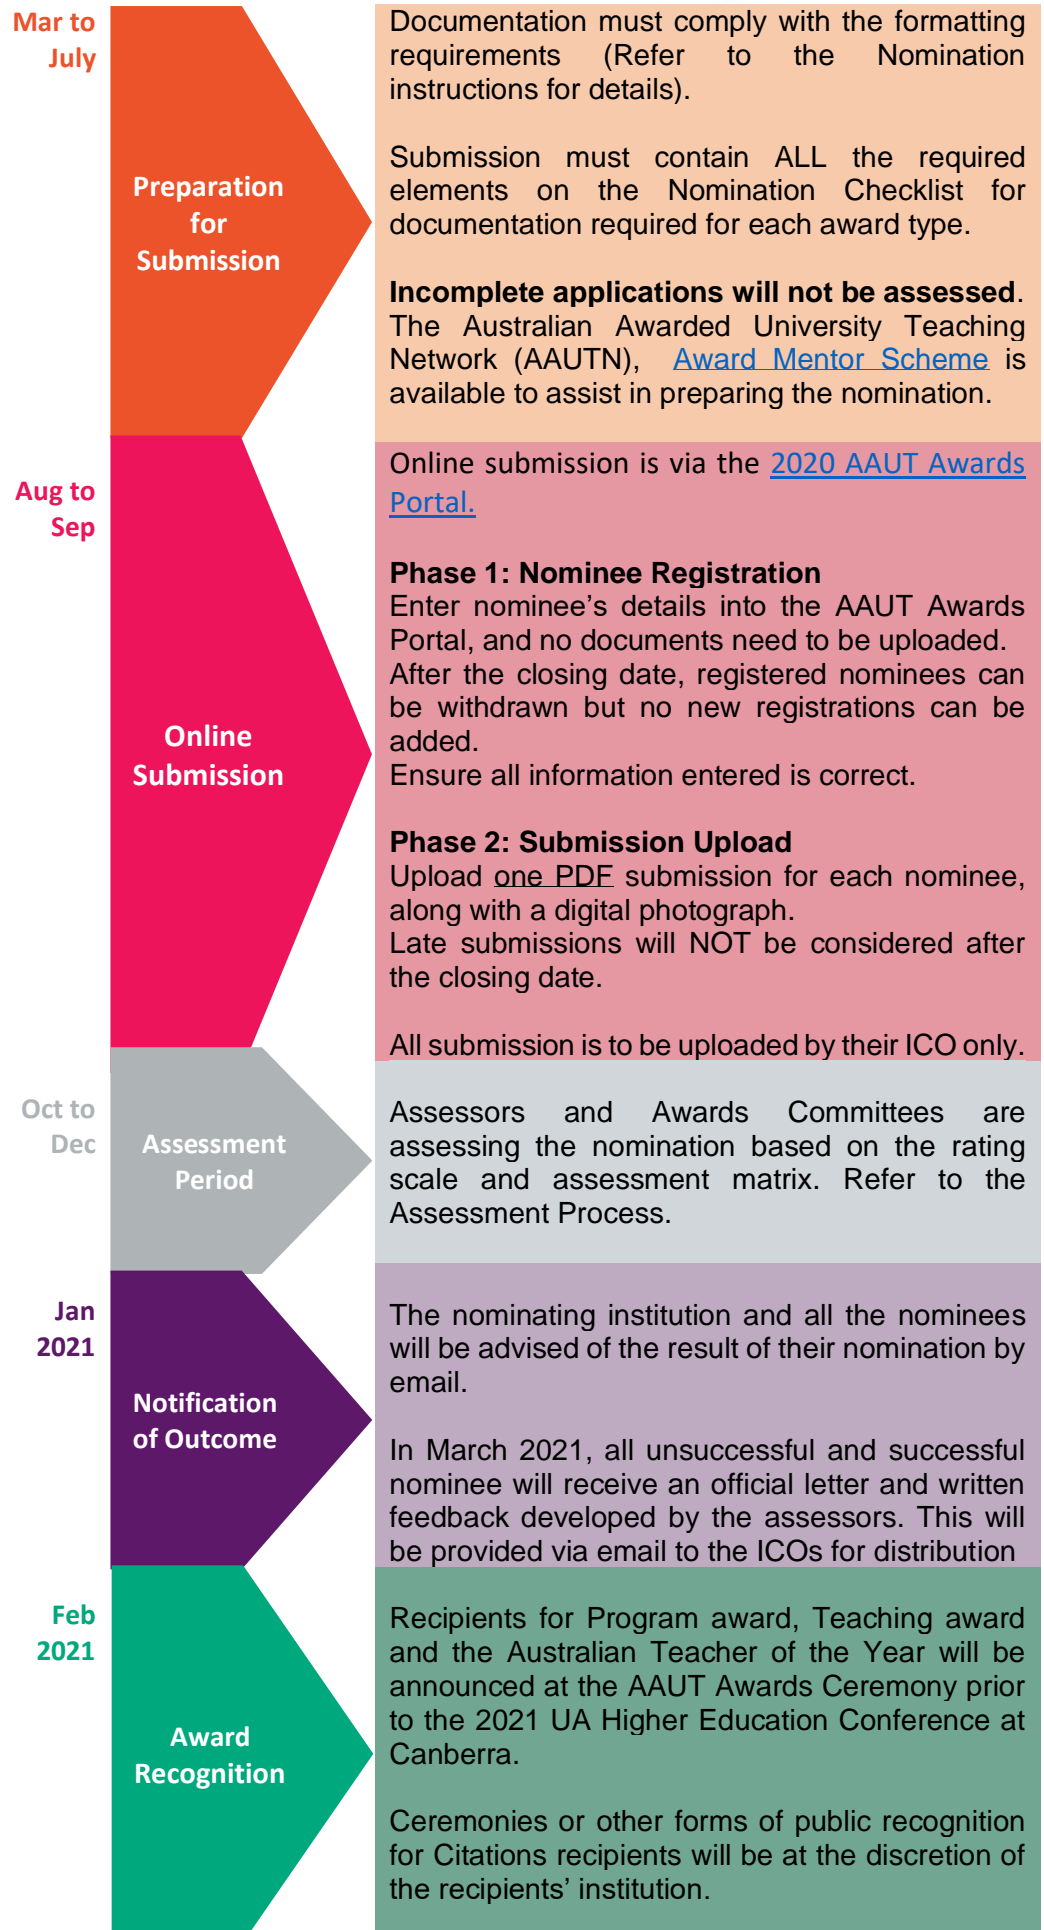 Mar to
July
Preparation
for
Submission
Documentation must comply with the formatting
requirements (Refer to the Nomination
instructions for details).
Submission must contain ALL the required
elements on the Nomination Checklist for
documentation required for each award type.
Incomplete applications will not be assessed.
The Australian Awarded University Teaching
Network (AAUTN), Award Mentor Scheme is
available to assist in preparing the nomination.
Aug to
Sep
Online
Submission
Online submission is via the 2020 AAUT Awards
Portal.
Phase 1: Nominee Registration
Enter nominee's details into the AAUT Awards
Portal, and no documents need to be uploaded.
After the closing date, registered nominees can
be withdrawn but no new registrations can be
added.
Ensure all information entered is correct.
Phase 2: Submission Upload
Upload one PDF submission for each nominee,
along with a digital photograph.
Late submissions will NOT be considered after
the closing date.
All submission is to be uploaded by their ICO only.
Oct to
Dec
Assessment
Period
Assessors and Awards Committees are
assessing the nomination based on the rating
scale and assessment matrix. Refer to the
Assessment Process.
Jan
2021
Notification
of Outcome
The nominating institution and all the nominees
will be advised of the result of their nomination by
email.
In March 2021, all unsuccessful and successful
nominee will receive an official letter and written
feedback developed by the assessors. This will
be provided via email to the ICOs for distribution
Feb
2021
Award
Recognition
Recipients for Program award, Teaching award
and the Australian Teacher of the Year will be
announced at the AAUT Awards Ceremony prior
to the 2021 UA Higher Education Conference at
Canberra.
Ceremonies or other forms of public recognition
for Citations recipients will be at the discretion of
the recipients' institution.